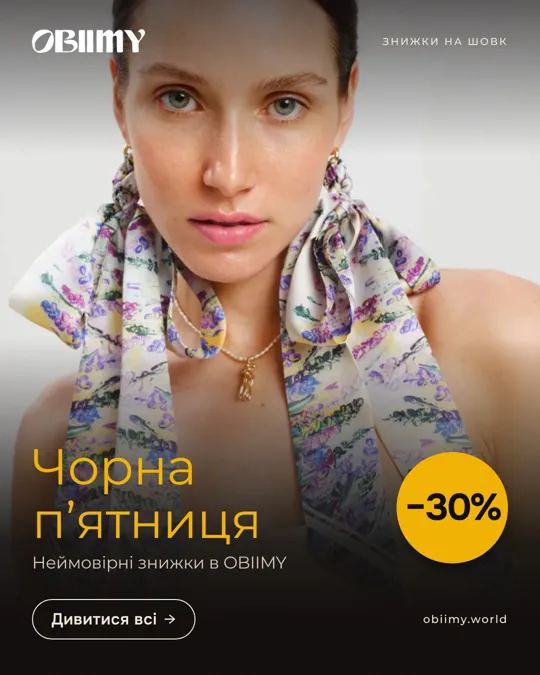 OBIIMY
ЗНИЖКИ НА ШОВК
Чорна
п’ятниця
–30%
Неймовірні знижки в OBIIMY
Дивитися всі →
obiimy.world